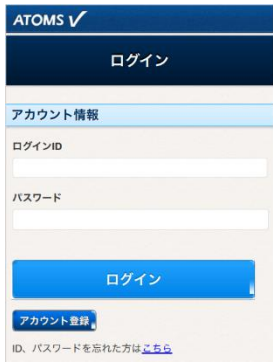 ATOMS
ログイン
アカウント情報
ログインID
パスワード
ログイン
アカウント登録
ID、パスワードを忘れた方はこちら